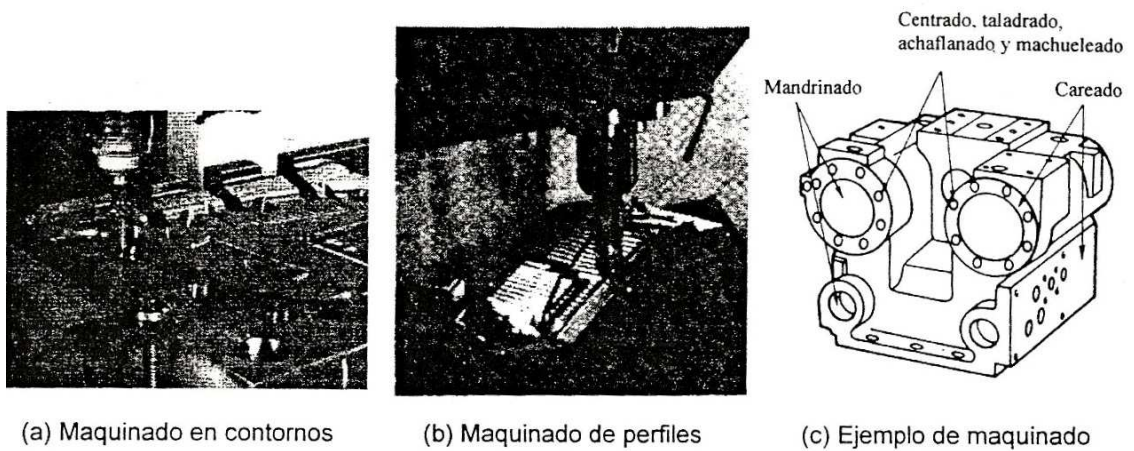 Centrado, taladrado,
achaflanado y machueleado
Mandrinado
Careado
(a) Maquinado en contornos
(b) Maquinado de perfiles
(c) Ejemplo de maquinado